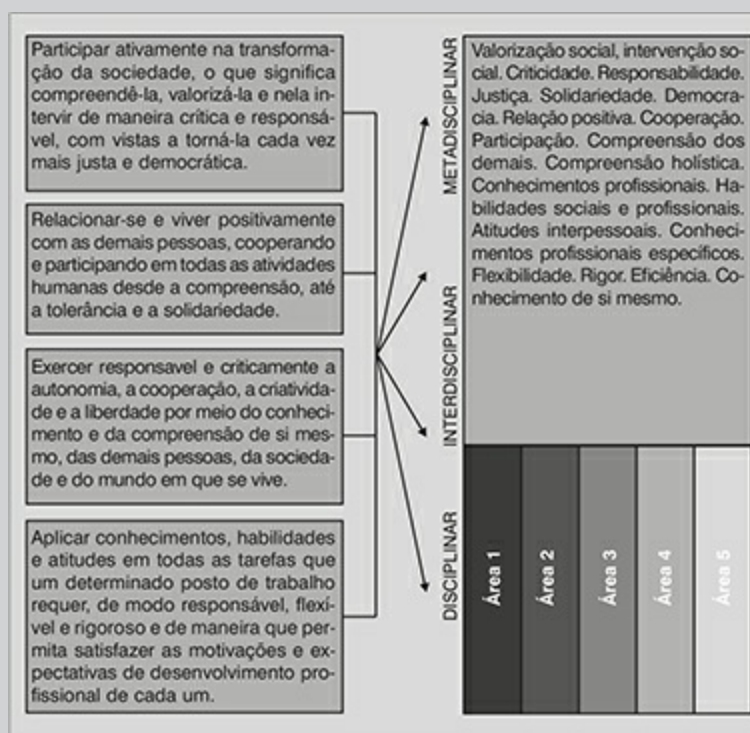 Participar ativamente na transforma-
ção da sociedade, o que significa
compreendê-la, valorizá-la e nela in-
tervir de maneira crítica e responsá-
vel, com vistas a torná-la cada vez
mais justa e democrática.
Relacionar-se e viver positivamente
com as demais pessoas, cooperando
e participando em todas as atividades
humanas desde a compreensão, até
a tolerância e a solidariedade.
Exercer responsavel e criticamente a
autonomia, a cooperação, a criativida-
de e a liberdade por meio do conheci-
mento e da compreensão de si mes-
mo, das demais pessoas, da socieda-
de e do mundo em que se vive.
Aplicar conhecimentos, habilidades
e atitudes em todas as tarefas que
um determinado posto de trabalho
requer, de modo responsável, flexí-
vel e rigoroso e de maneira que per-
mita satisfazer as motivações e ex-
pectativas de desenvolvimento pro-
fissional de cada um.
METADISCIPLINAR
INTERDISCIPLINAR
DISCIPLINAR
Valorização social, intervenção so-
cial. Criticidade. Responsabilidade.
Justiça. Solidariedade. Democra-
cia. Relação positiva. Cooperação.
Participação. Compreensão dos
demais. Compreensão holística.
Conhecimentos profissionais. Ha-
bilidades sociais e profissionais.
Atitudes interpessoais. Conheci-
mentos profissionais específicos.
Flexibilidade. Rigor. Eficiência. Co-
nhecimento de si mesmo.
Área 1
Área 2
Área 3
Área 4
Área 5